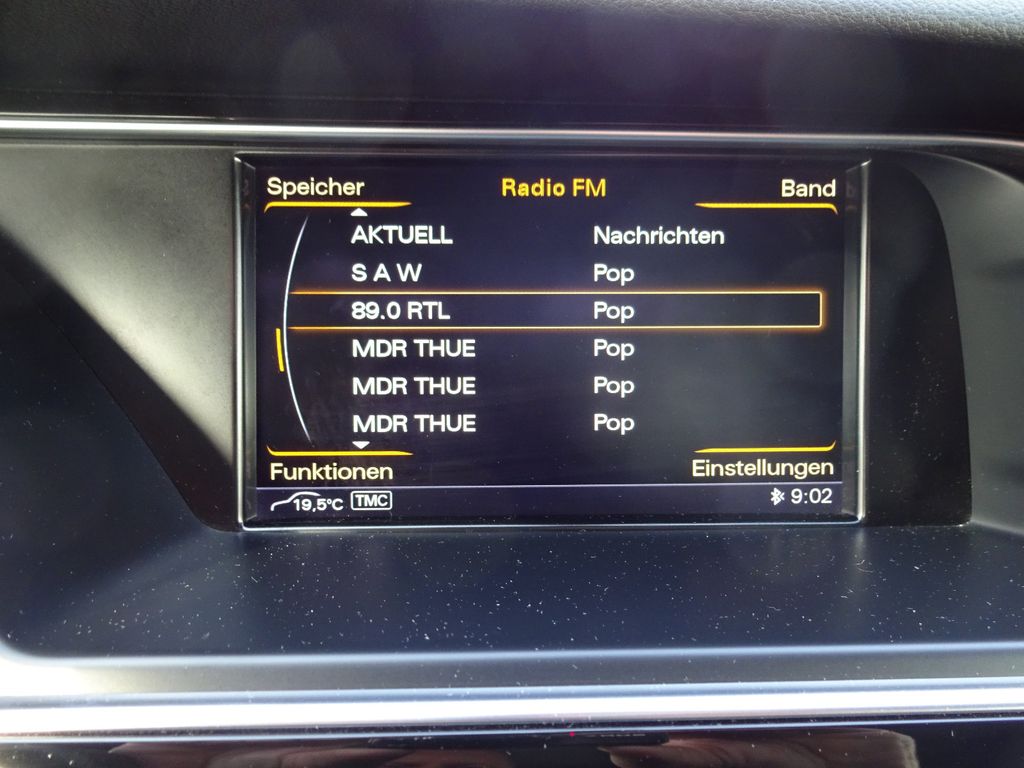 Speicher Radio FM Band
AKTUELL Nachrichten
S A W Pop
89.0 RTL Pop
MDR THUE Pop
MDR THUE Pop
MDR THUE Pop
Funktionen Einstellungen
19,5°C TMC 9:02